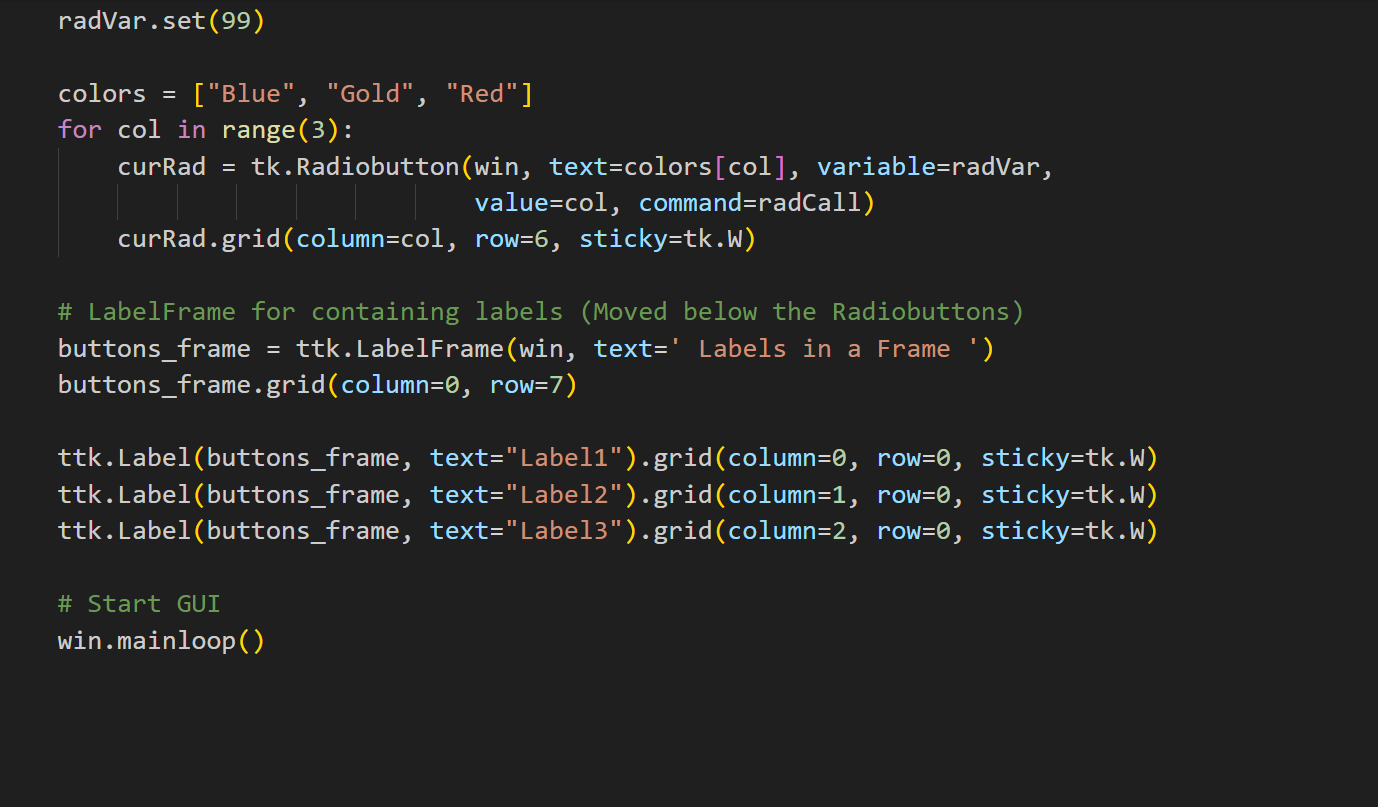 radVar.set(99)
colors = ["Blue", "Gold", "Red"]
for col in range(3):
    curRad = tk.Radiobutton(win, text=colors[col], variable=radVar,
                            value=col, command=radCall)
    curRad.grid(column=col, row=6, sticky=tk.W)
# LabelFrame for containing labels (Moved below the Radiobuttons)
buttons_frame = ttk.LabelFrame(win, text=' Labels in a Frame ')
buttons_frame.grid(column=0, row=7)
ttk.Label(buttons_frame, text="Label1").grid(column=0, row=0, sticky=tk.W)
ttk.Label(buttons_frame, text="Label2").grid(column=1, row=0, sticky=tk.W)
ttk.Label(buttons_frame, text="Label3").grid(column=2, row=0, sticky=tk.W)
# Start GUI
win.mainloop()